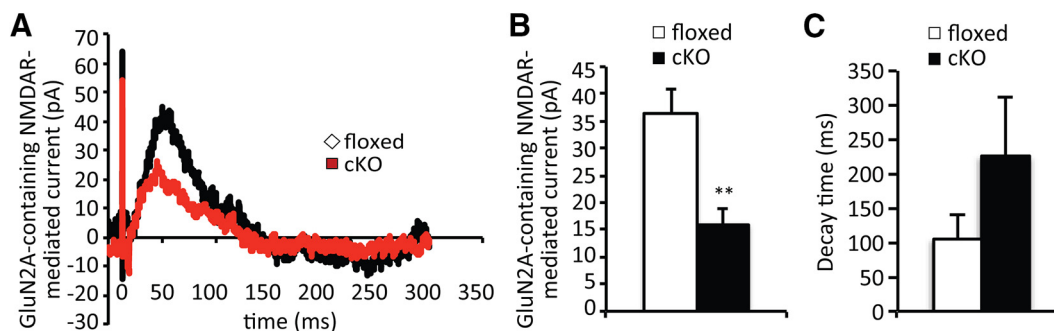 A
GluN2A-containing NMDAR-
mediated current (pA)
70
60
50
40
30
20
10
0
-10
-20
-30
0 50 100 150 200 250 300 350
time (ms)
floxed
cKO
B
floxed
cKO
GluN2A-containing NMDAR-
mediated current (pA)
45
40
35
30
25
20
15
10
5
0
**
C
floxed
cKO
Decay time (ms)
350
300
250
200
150
100
50
0